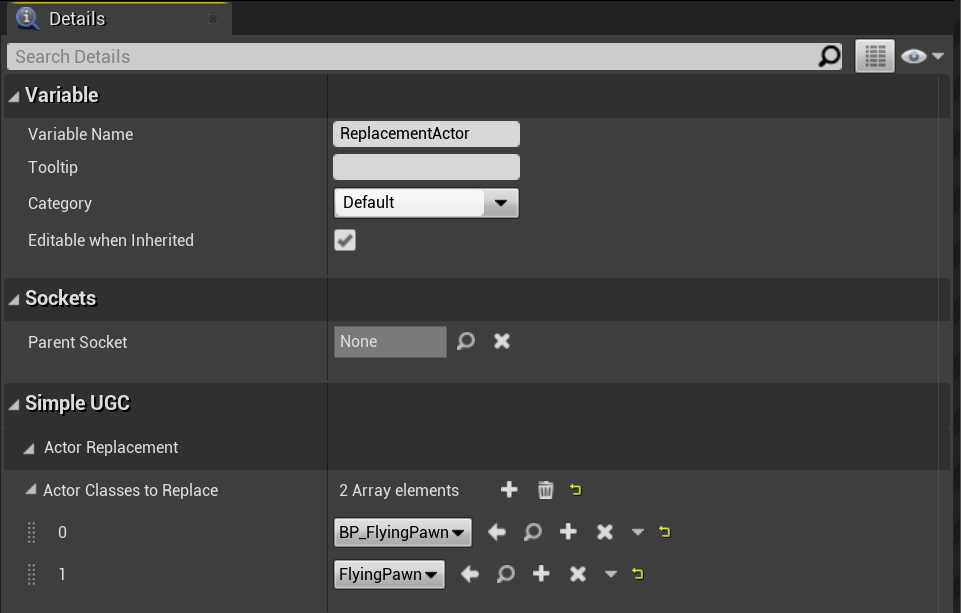 Details
Search Details
Variable
Variable Name ReplacementActor
Tooltip
Category Default
Editable when Inherited
Sockets
Parent Socket None
Simple UGC
Actor Replacement
Actor Classes to Replace 2 Array elements
0 BP_FlyingPawn
1 FlyingPawn